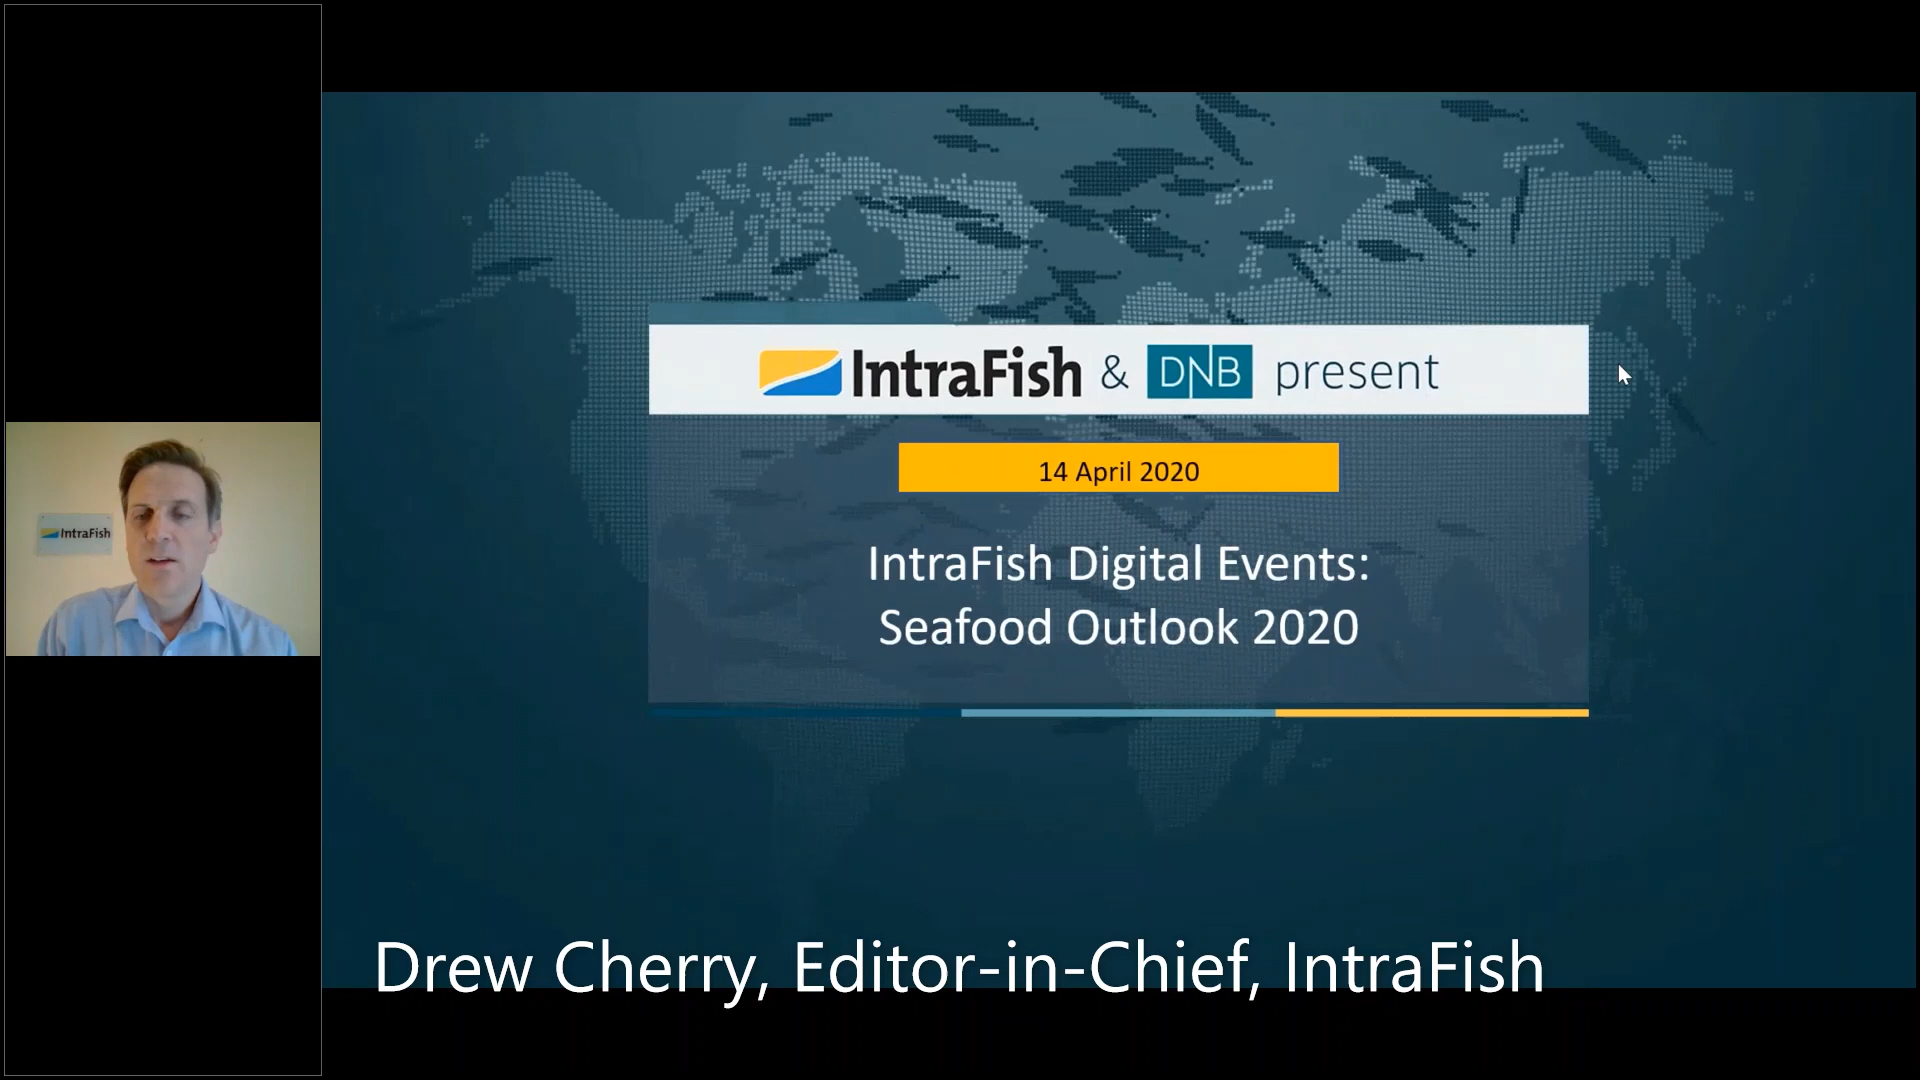 IntraFish & DNB present
14 April 2020
IntraFish
IntraFish Digital Events:
Seafood Outlook 2020
Drew Cherry, Editor-in-Chief, IntraFish